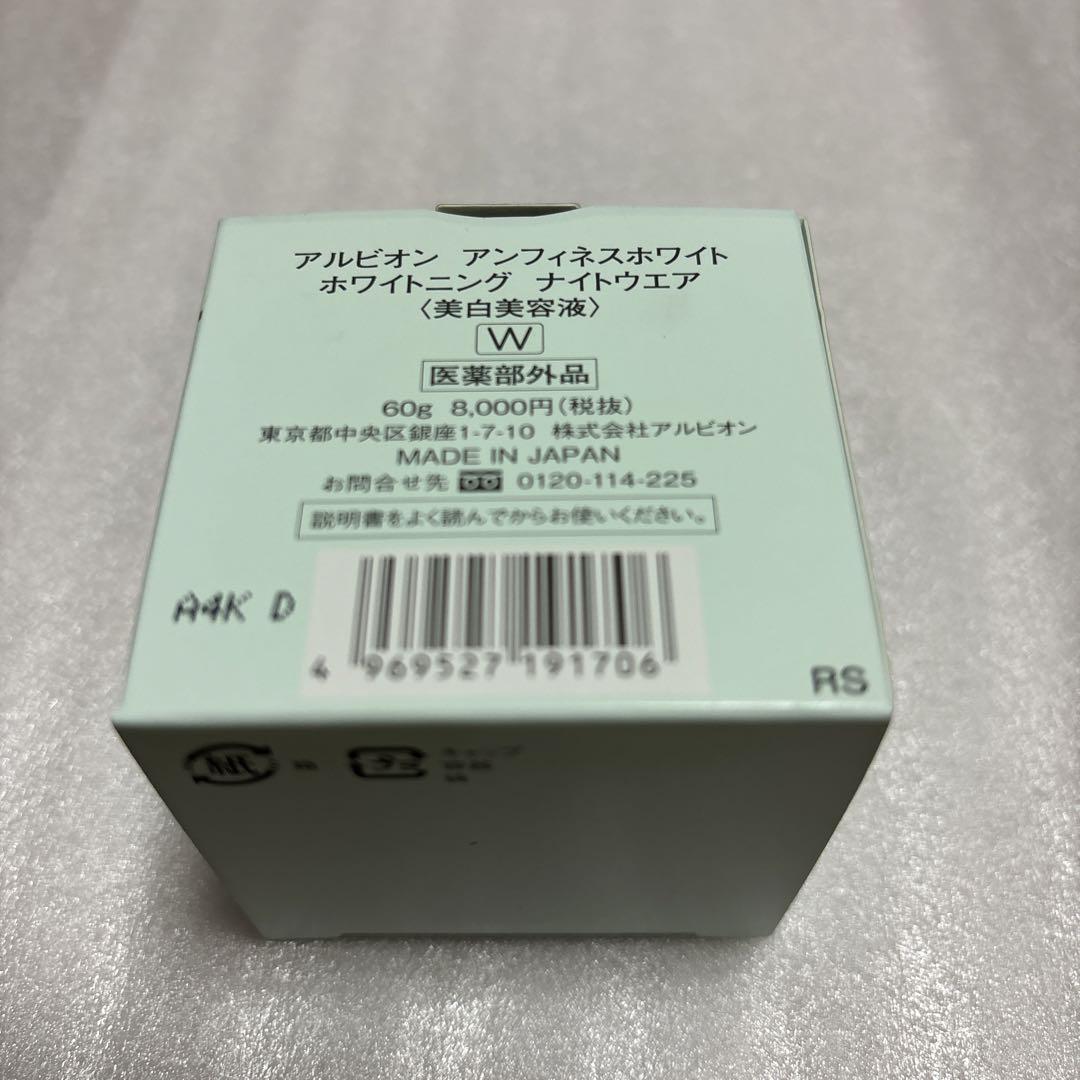 アルビオン アンフィネスホワイト
ホワイトニング ナイトウエア
〈美白美容液〉
W
医薬部外品
60g 8,000円(税抜)
東京都中央区銀座1-7-10 株式会社アルビオン
MADE IN JAPAN
お問合せ先 0120-114-225
説明書をよく読んでからお使いください。
A4K D
4 969527 191706
RS